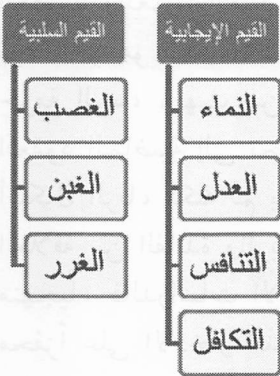 القيم الإيجابية
النماء
العدل
التنافس
التكافل
القيم السلبية
الغصب
الغبن
الغرر